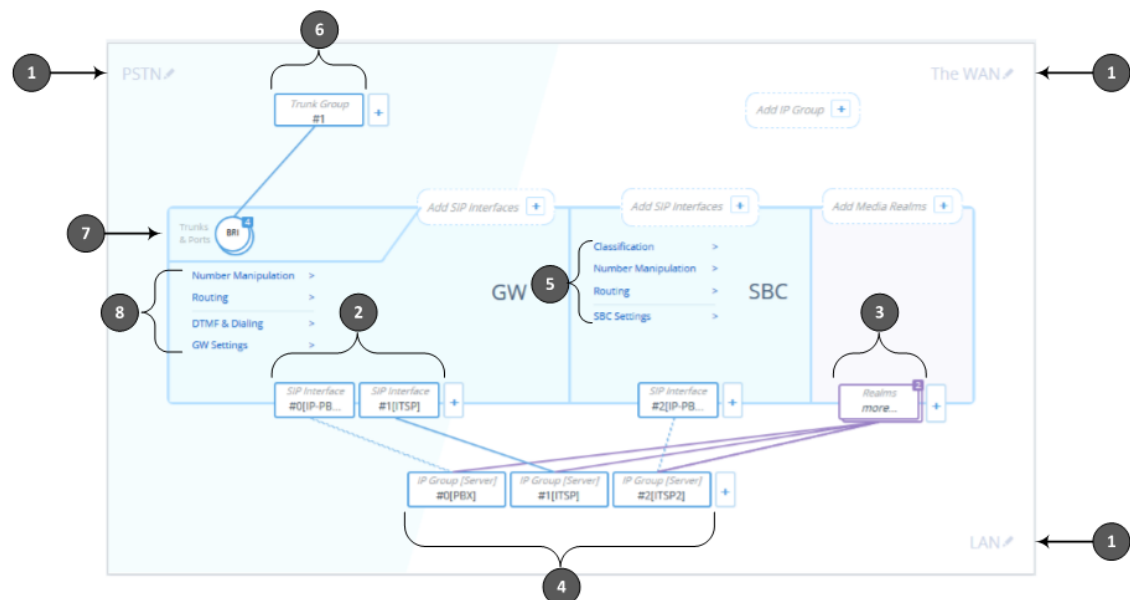 6
1
PSTN
The WAN
1
Trunk Group
#1
+
Add IP Group +
Add SIP Interfaces +
Add SIP Interfaces +
Add Media Realms +
7
Trunks
& Ports
BRI
4
8
Number Manipulation >
Routing >
DTMF & Dialing >
GW Settings >
GW
5
Classification >
Number Manipulation >
Routing >
SBC Settings >
SBC
2
3
SIP Interface
#0[IP-PB...
SIP Interface
#1[ITSP]
+
SIP Interface
#2[IP-PB...
+
2
Realms
more...
+
IP Group [Server]
#0[PBX]
IP Group [Server]
#1[ITSP]
IP Group [Server]
#2[ITSP2]
+
LAN
1
4